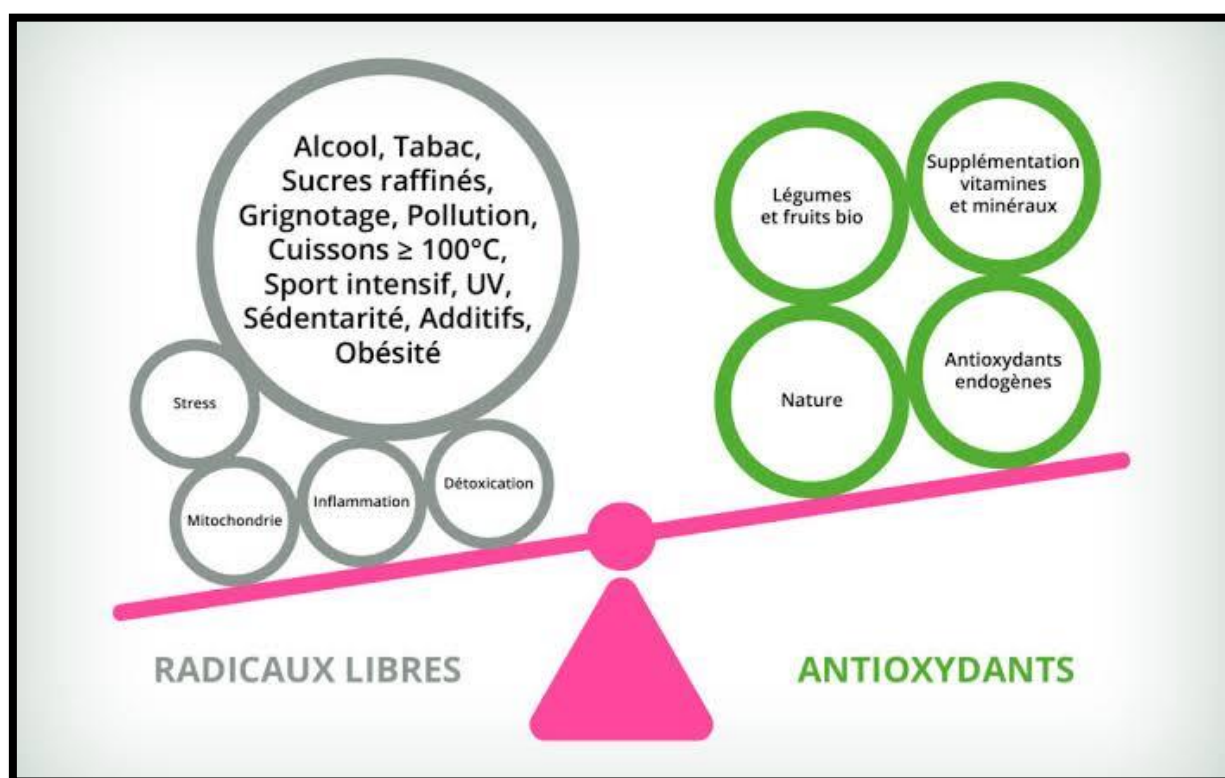 Alcool, Tabac,
Sucres raffinés,
Grignotage, Pollution,
Cuissons ≥ 100°C,
Sport intensif, UV,
Sédentarité, Additifs,
Obésité
Stress
Mitochondrie
Inflammation
Détoxication
Légumes
et fruits bio
Supplémentation
vitamines
et minéraux
Nature
Antioxydants
endogènes
RADICAUX LIBRES
ANTIOXYDANTS